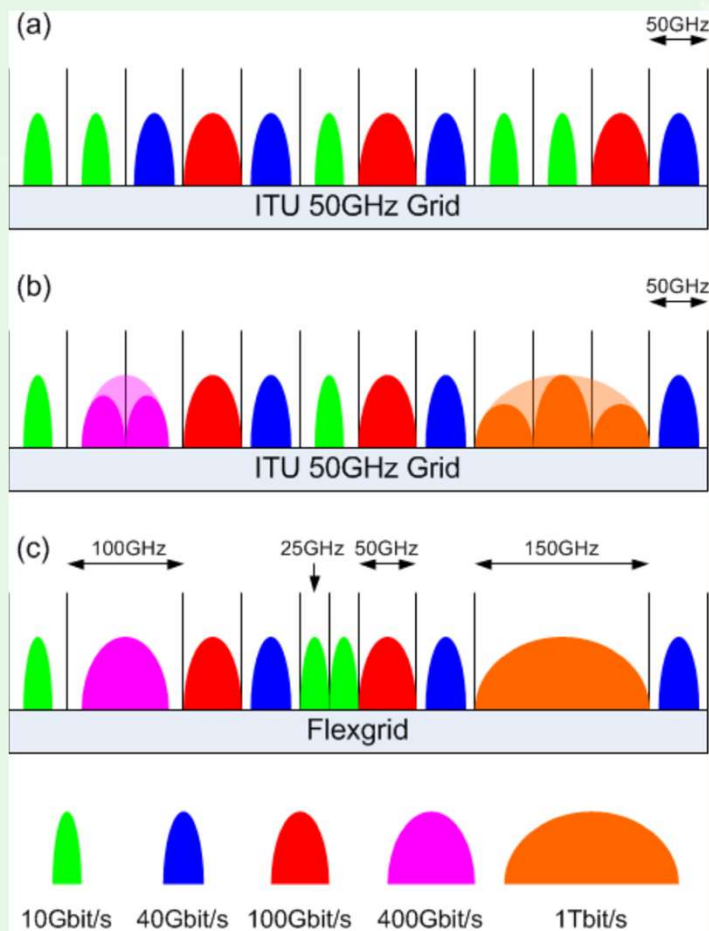 (a)
50GHz
ITU 50GHz Grid
(b)
50GHz
ITU 50GHz Grid
(c)
100GHz 25GHz 50GHz 150GHz
Flexgrid
10Gbit/s 40Gbit/s 100Gbit/s 400Gbit/s 1Tbit/s